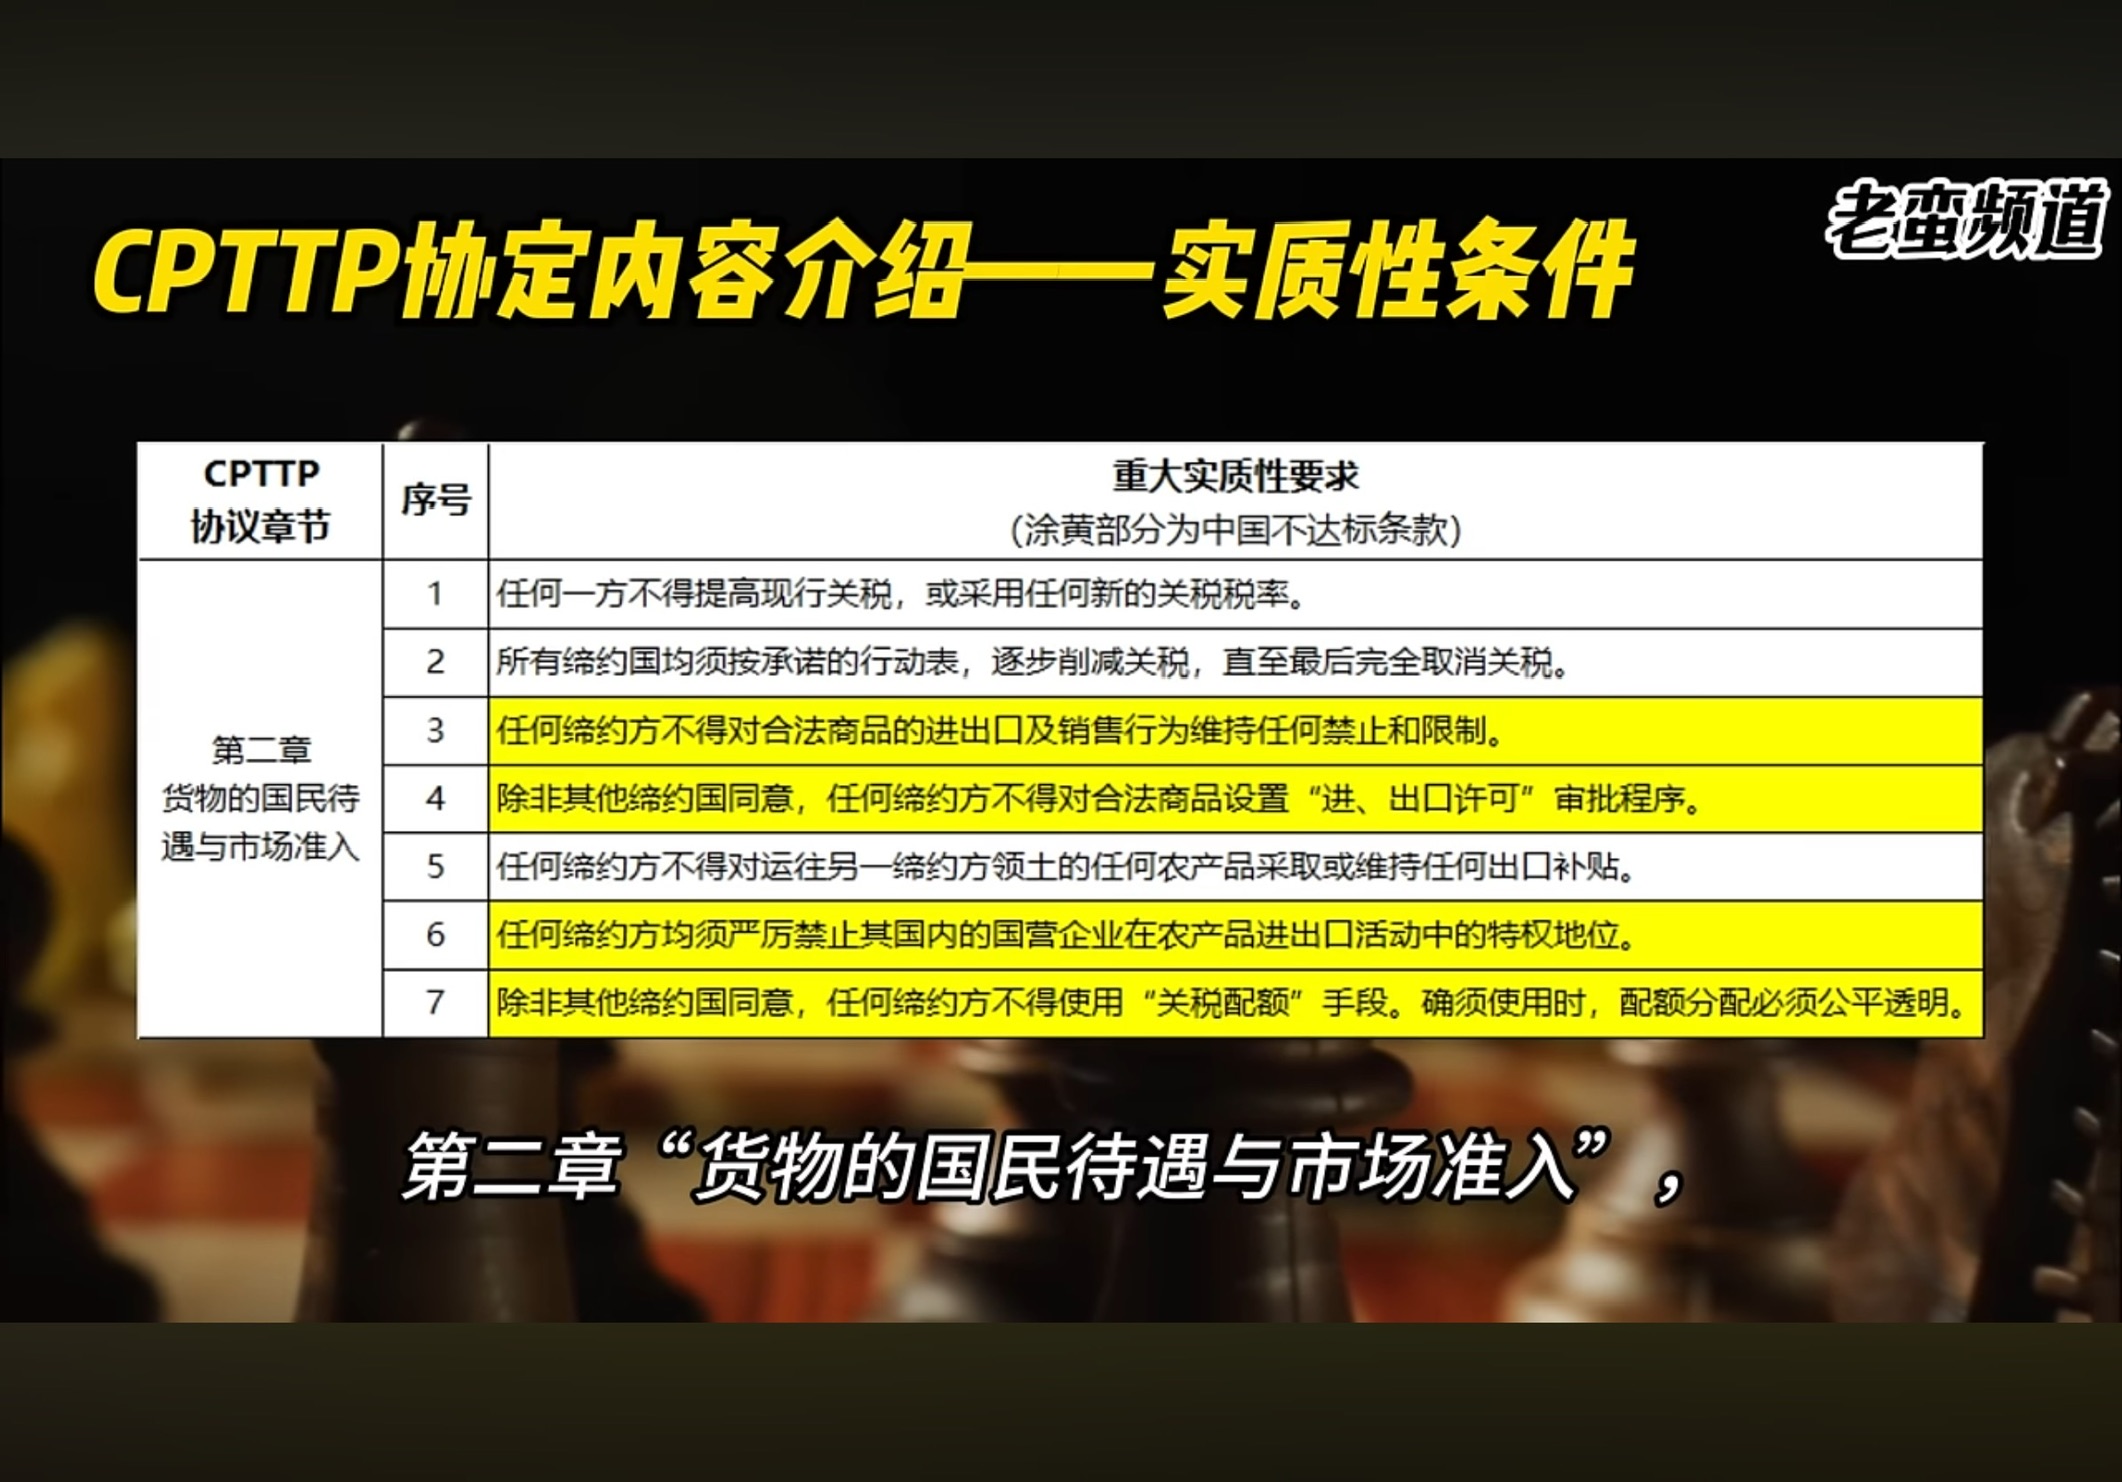 老蛮频道
CPTTP协定内容介绍——实质性条件
CPTTP
协议章节
序号
重大实质性要求
（涂黄部分为中国不达标条款）
第二章
货物的国民待
遇与市场准入
1 任何一方不得提高现行关税，或采用任何新的关税税率。
2 所有缔约国均须按承诺的行动表，逐步削减关税，直至最后完全取消关税。
3 任何缔约方不得对合法商品的进出口及销售行为维持任何禁止和限制。
4 除非其他缔约国同意，任何缔约方不得对合法商品设置“进、出口许可”审批程序。
5 任何缔约方不得对运往另一缔约方领土的任何农产品采取或维持任何出口补贴。
6 任何缔约方均须严厉禁止其国内的国营企业在农产品进出口活动中的特权地位。
7 除非其他缔约国同意，任何缔约方不得使用“关税配额”手段。确须使用时，配额分配必须公平透明。
第二章“货物的国民待遇与市场准入”，